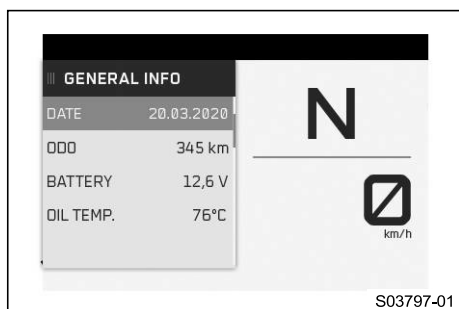 GENERAL INFO
DATE 20.03.2020
ODO 345 km
BATTERY 12,6 V
OIL TEMP. 76°C
N
0
km/h
S03797-01